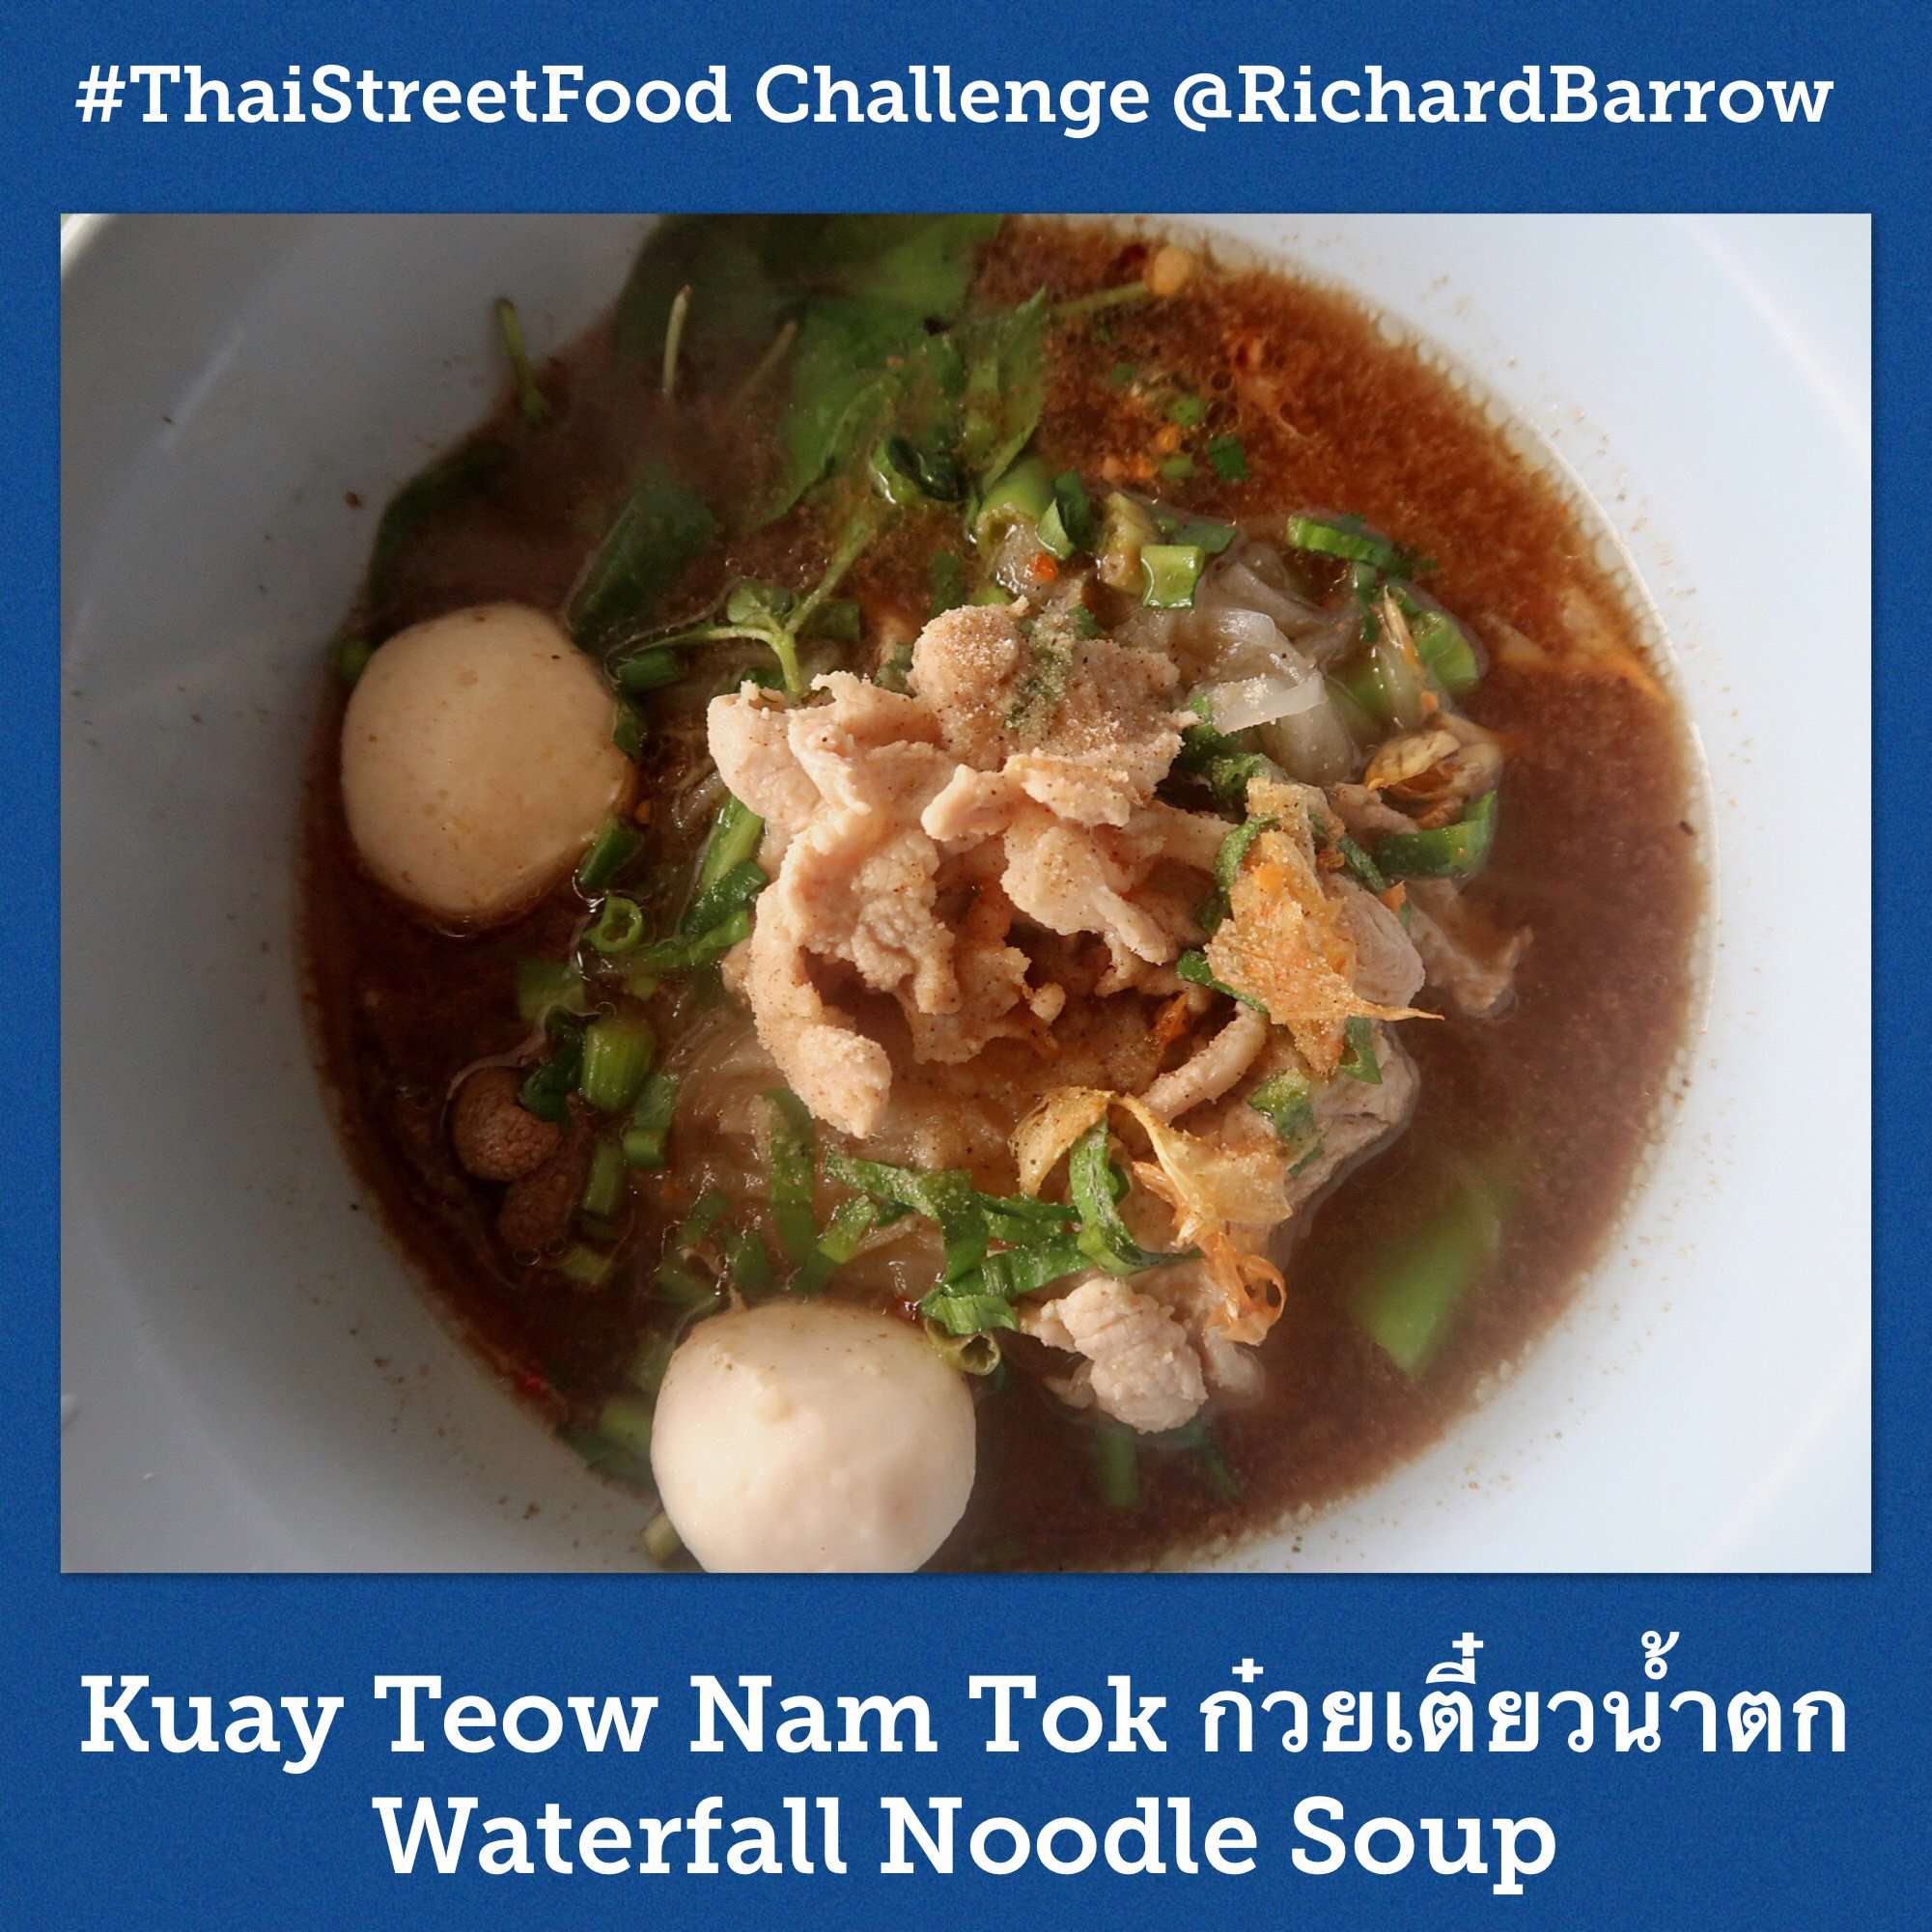 #ThaiStreetFood Challenge @RichardBarrow
Kuay Teow Nam Tok ก๋วยเตี๋ยวน้ำตก
Waterfall Noodle Soup